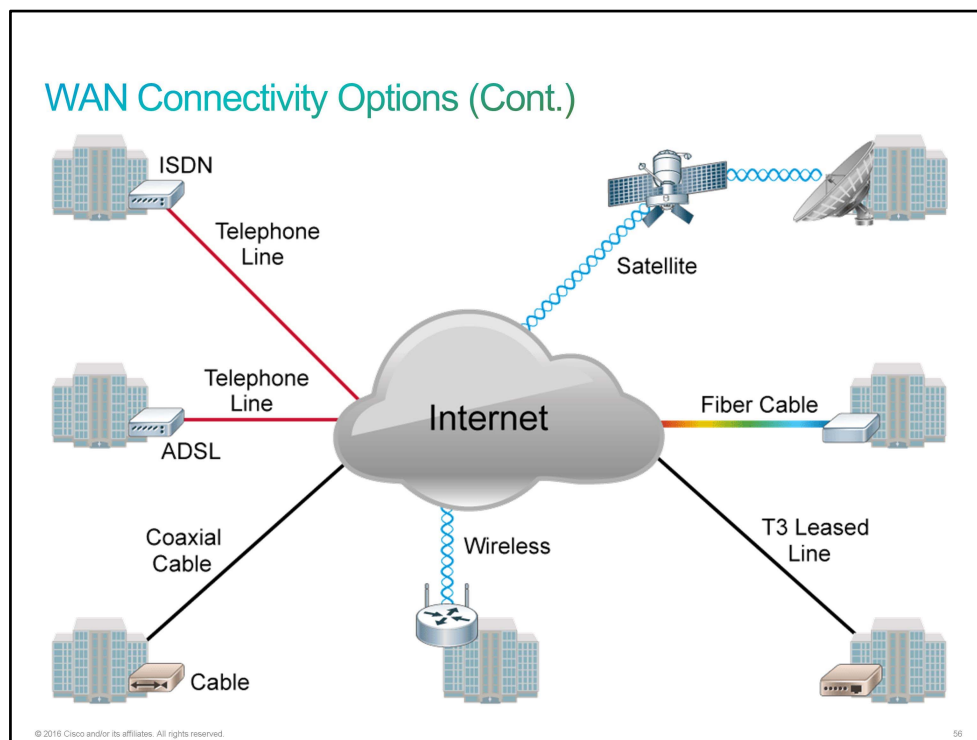 WAN Connectivity Options (Cont.)
ISDN
Telephone
Line
Satellite
Telephone
Line
ADSL
Internet
Fiber Cable
Coaxial
Cable
Cable
Wireless
T3 Leased
Line
© 2016 Cisco and/or its affiliates. All rights reserved.
56